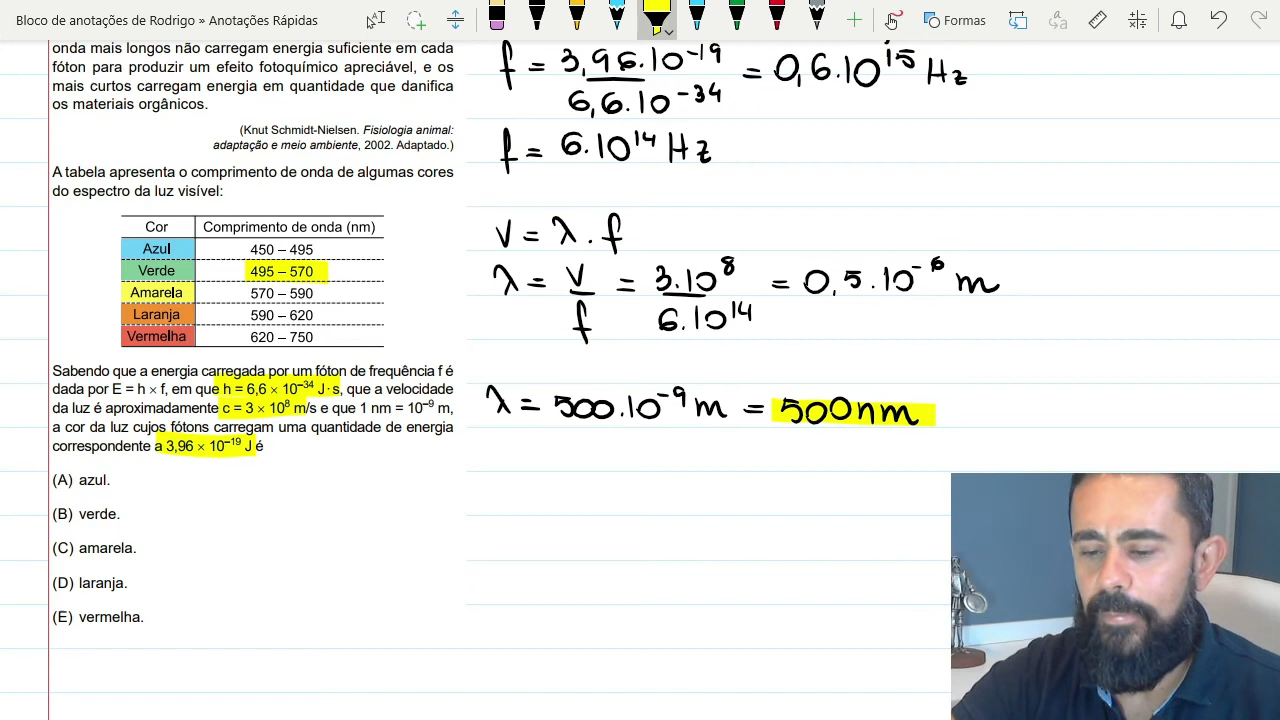 Bloco de anotações de Rodrigo » Anotações Rápidas
Formas
onda mais longos não carregam energia suficiente em cada
fóton para produzir um efeito fotoquímico apreciável, e os
mais curtos carregam energia em quantidade que danifica
os materiais orgânicos.
(Knut Schmidt-Nielsen. Fisiologia animal:
adaptação e meio ambiente, 2002. Adaptado.)
A tabela apresenta o comprimento de onda de algumas cores
do espectro da luz visível:
Cor Comprimento de onda (nm)
Azul 450 – 495
Verde 495 – 570
Amarela 570 – 590
Laranja 590 – 620
Vermelha 620 – 750
Sabendo que a energia carregada por um fóton de frequência f é
dada por E = h × f, em que h = 6,6 × 10⁻³⁴ J·s, que a velocidade
da luz é aproximadamente c = 3 × 10⁸ m/s e que 1 nm = 10⁻⁹ m,
a cor da luz cujos fótons carregam uma quantidade de energia
correspondente a 3,96 × 10⁻¹⁹ J é
(A) azul.
(B) verde.
(C) amarela.
(D) laranja.
(E) vermelha.
f = 3,96.10⁻¹⁹ / 6,6.10⁻³⁴ = 0,6.10¹⁵ Hz
f = 6.10¹⁴ Hz
v = λ . f
λ = v / f = 3.10⁸ / 6.10¹⁴ = 0,5.10⁻⁶ m
λ = 500.10⁻⁹ m = 500nm